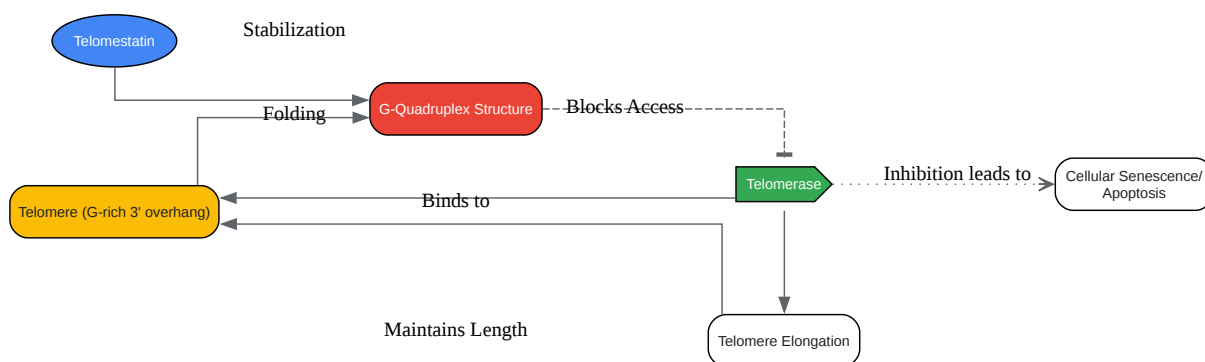 Stabilization
Telomestatin
G-Quadruplex Structure
Blocks Access
Folding
Inhibition leads to
Cellular Senescence/
Apoptosis
Telomerase
Binds to
Telomere (G-rich 3' overhang)
Maintains Length
Telomere Elongation